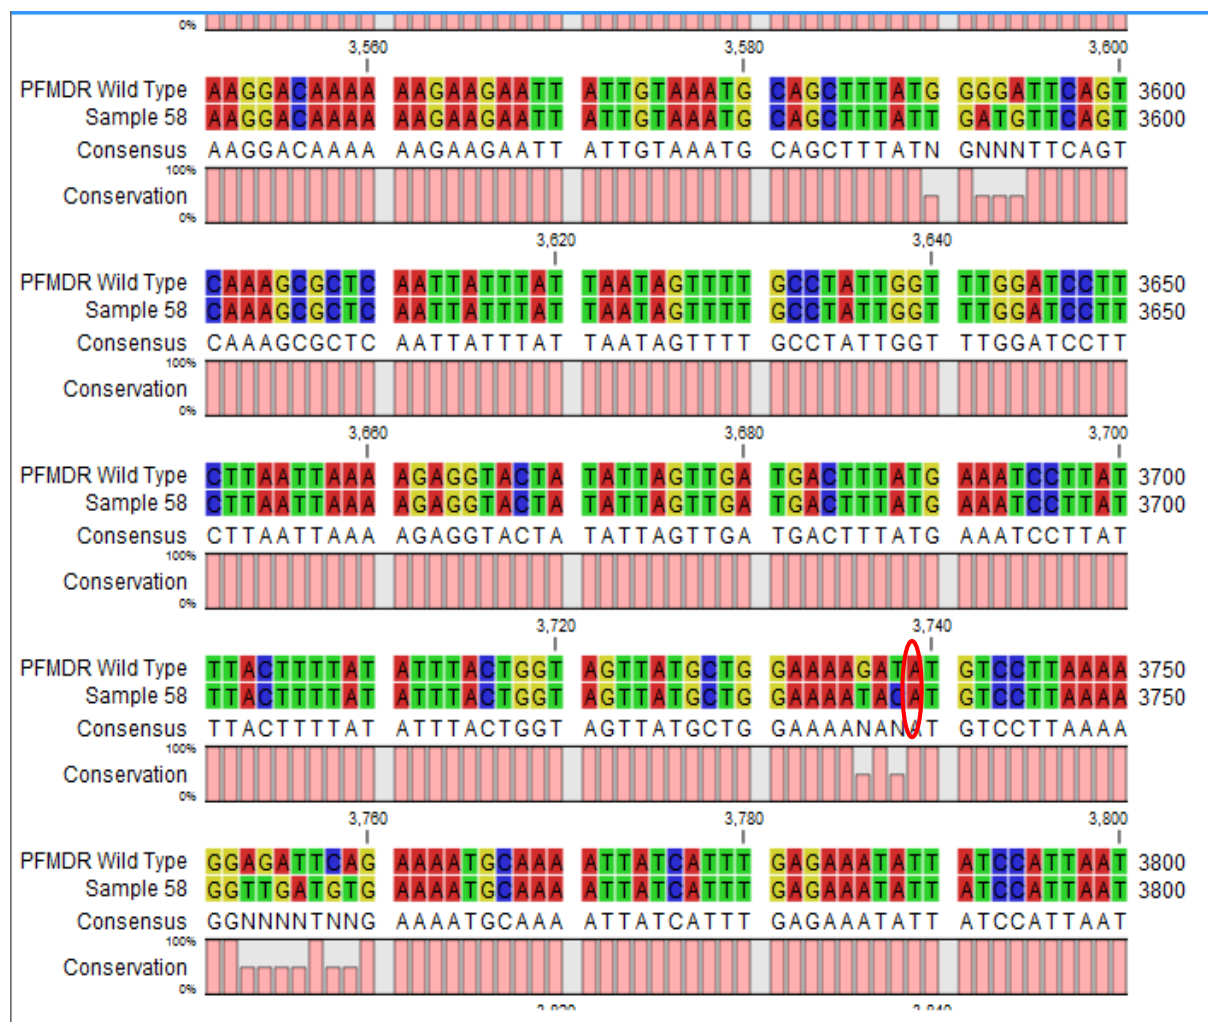 0%
3,560 3,580 3,600
PFMDR Wild Type AAGGACAAAA AAGAAGAATT ATTGTAAATG CAGCTTTATG GGGATTCAGT 3600
Sample 58 AAGGACAAAA AAGAAGAATT ATTGTAAATG CAGCTTTATT GATGTTCAGT 3600
Consensus AAGGACAAAA AAGAAGAATT ATTGTAAATG CAGCTTTATN GNNNTTCAGT
100%
Conservation
0%
3,620 3,640
PFMDR Wild Type CAAAGCGCTC AATTATTTAT TAATAGTTTT GCCTATTGGT TTGGATCCTT 3650
Sample 58 CAAAGCGCTC AATTATTTAT TAATAGTTTT GCCTATTGGT TTGGATCCTT 3650
Consensus CAAAGCGCTC AATTATTTAT TAATAGTTTT GCCTATTGGT TTGGATCCTT
100%
Conservation
0%
3,660 3,680 3,700
PFMDR Wild Type CTTAATTAAA AGAGGTACTA TATTAGTTGA TGACTTTATG AAATCCTTAT 3700
Sample 58 CTTAATTAAA AGAGGTACTA TATTAGTTGA TGACTTTATG AAATCCTTAT 3700
Consensus CTTAATTAAA AGAGGTACTA TATTAGTTGA TGACTTTATG AAATCCTTAT
100%
Conservation
0%
3,720 3,740
PFMDR Wild Type TTACTTTTAT ATTTACTGGT AGTTATGCTG GAAAAGATAT GTCCTTAAAA 3750
Sample 58 TTACTTTTAT ATTTACTGGT AGTTATGCTG GAAAATACAT GTCCTTAAAA 3750
Consensus TTACTTTTAT ATTTACTGGT AGTTATGCTG GAAAANANAT GTCCTTAAAA
100%
Conservation
0%
3,760 3,780 3,800
PFMDR Wild Type GGAGATTCAG AAAATGCAAA ATTATCATTT GAGAAATATT ATCCATTAAT 3800
Sample 58 GGTTGATGTG AAAATGCAAA ATTATCATTT GAGAAATATT ATCCATTAAT 3800
Consensus GGNNNNTNNG AAAATGCAAA ATTATCATTT GAGAAATATT ATCCATTAAT
100%
Conservation
0%